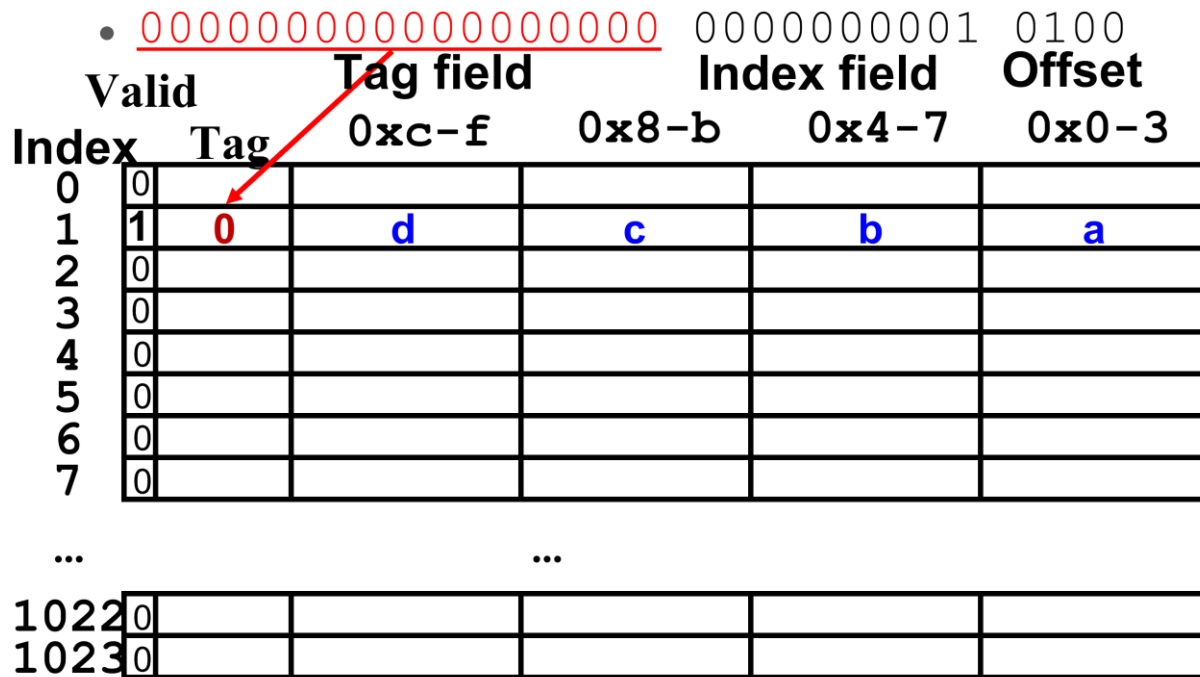 • 000000000000000000 0000000001 0100
Tag field Index field Offset
Valid
Index Tag 0xc-f 0x8-b 0x4-7 0x0-3
0 0
1 1 0 d c b a
2 0
3 0
4 0
5 0
6 0
7 0
... ...
1022 0
1023 0